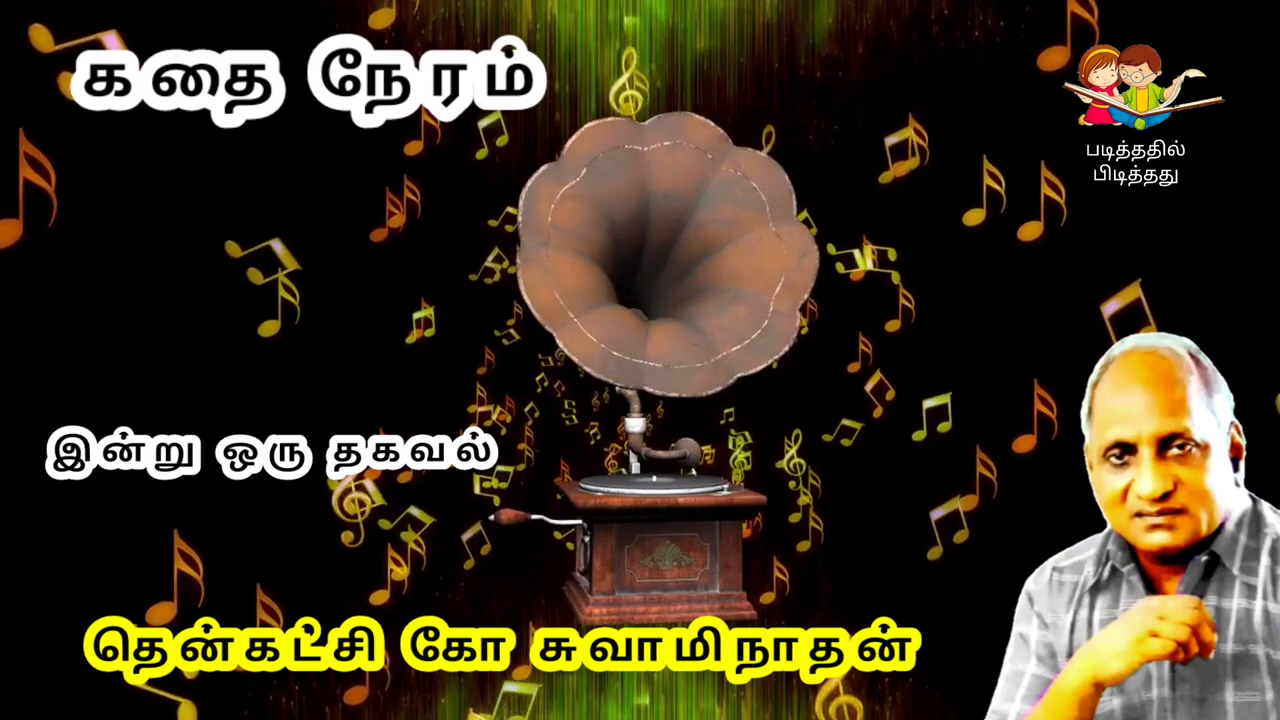 கதை நேரம்
படித்ததில்
பிடித்தது
இன்று ஒரு தகவல்
தென்கட்சி கோ சுவாமிநாதன்